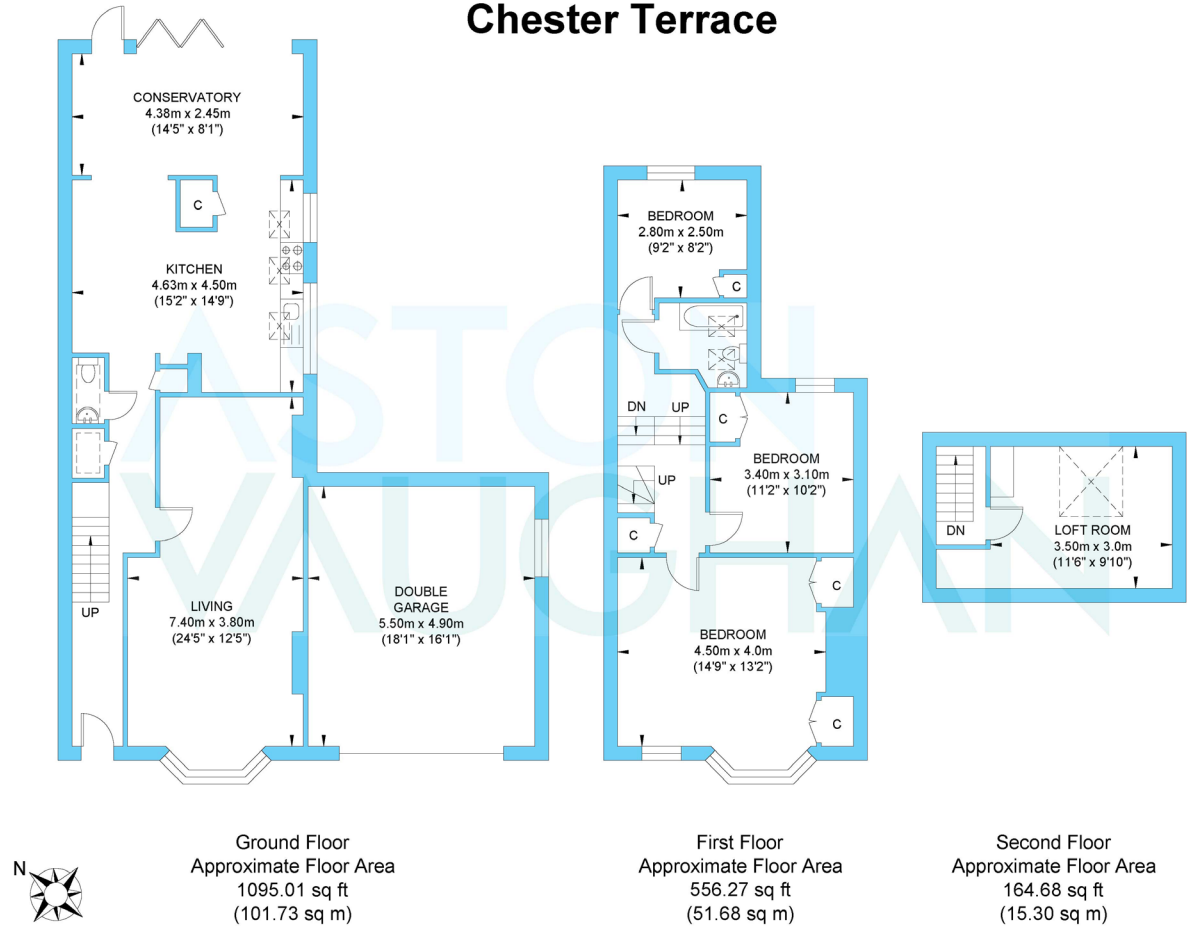 Chester Terrace
CONSERVATORY
4.38m x 2.45m
(14'5" x 8'1")
C
KITCHEN
4.63m x 4.50m
(15'2" x 14'9")
UP
LIVING
7.40m x 3.80m
(24'5" x 12'5")
DOUBLE
GARAGE
5.50m x 4.90m
(18'1" x 16'1")
BEDROOM
2.80m x 2.50m
(9'2" x 8'2")
C
DN UP
C
UP
BEDROOM
3.40m x 3.10m
(11'2" x 10'2")
C
C
BEDROOM
4.50m x 4.0m
(14'9" x 13'2")
C
DN
LOFT ROOM
3.50m x 3.0m
(11'6" x 9'10")
ASTON
VAUGHAN
N
Ground Floor
Approximate Floor Area
1095.01 sq ft
(101.73 sq m)
First Floor
Approximate Floor Area
556.27 sq ft
(51.68 sq m)
Second Floor
Approximate Floor Area
164.68 sq ft
(15.30 sq m)